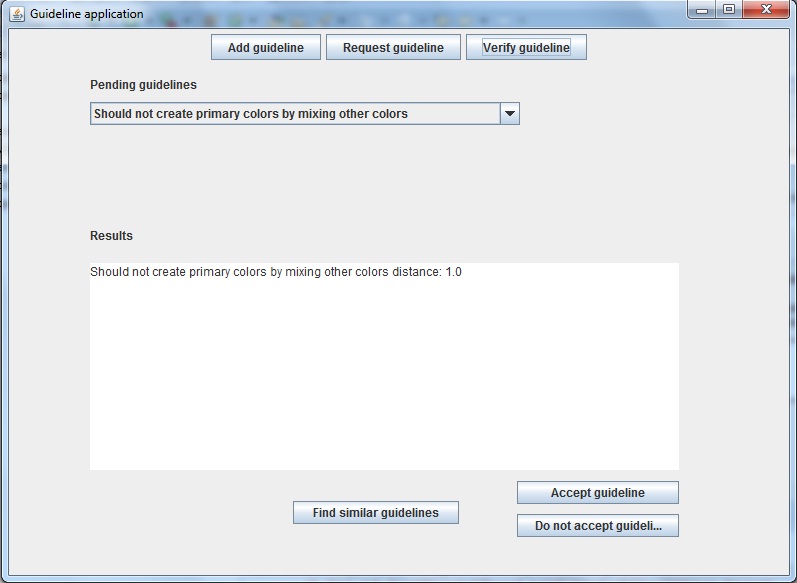 Guideline application
Add guideline Request guideline Verify guideline
Pending guidelines
Should not create primary colors by mixing other colors
Results
Should not create primary colors by mixing other colors distance: 1.0
Accept guideline
Find similar guidelines
Do not accept guideli...